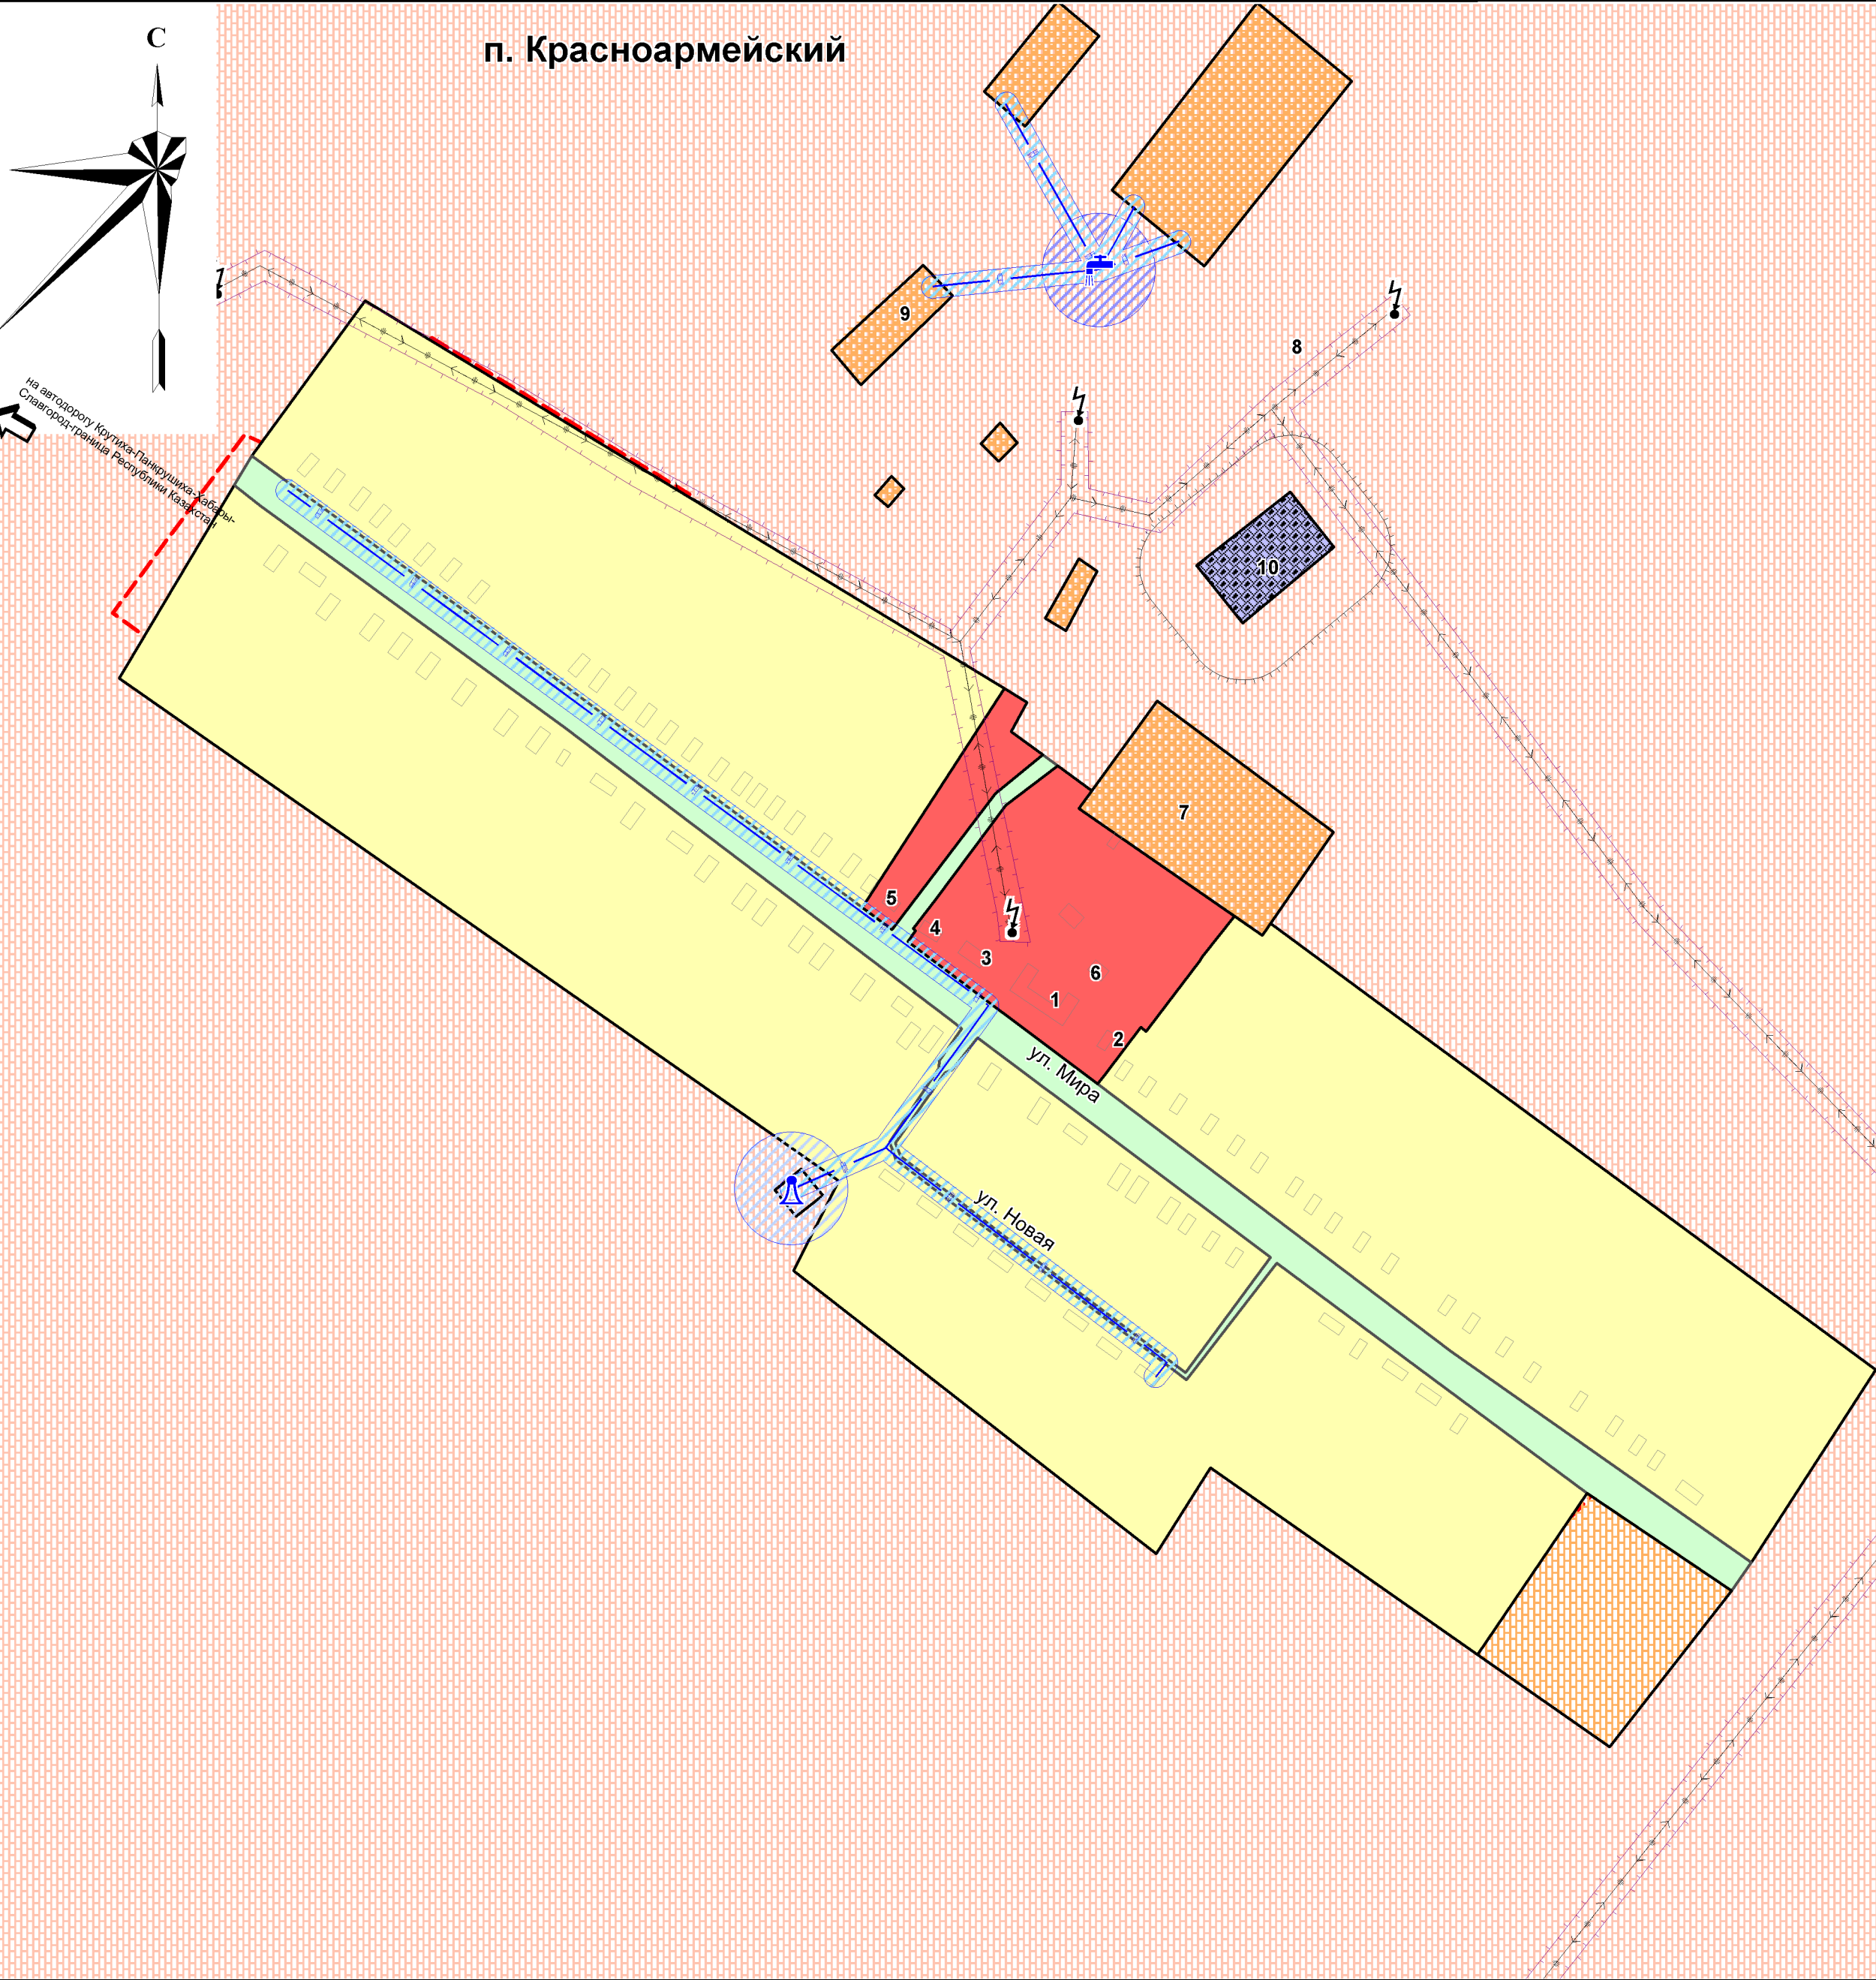 С
п. Красноармейский
на автодорогу Крутиха-Панкрушиха-Хабары-
Славгород-граница Республики Казахстан
9
8
10
7
5
4
3
6
1
2
ул. Мира
ул. Новая